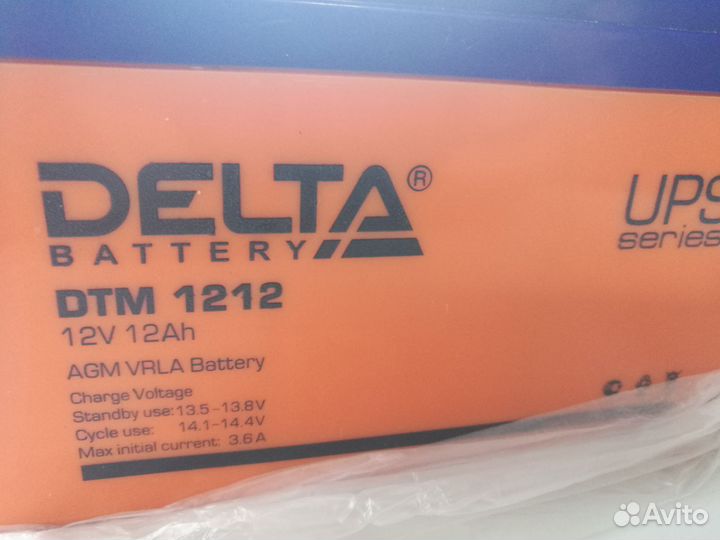 DELTA®
BATTERY
UPS
series
DTM 1212
12V 12Ah
AGM VRLA Battery
Charge Voltage
Standby use: 13.5-13.8V
Cycle use: 14.1-14.4V
Max initial current: 3.6A
Avito